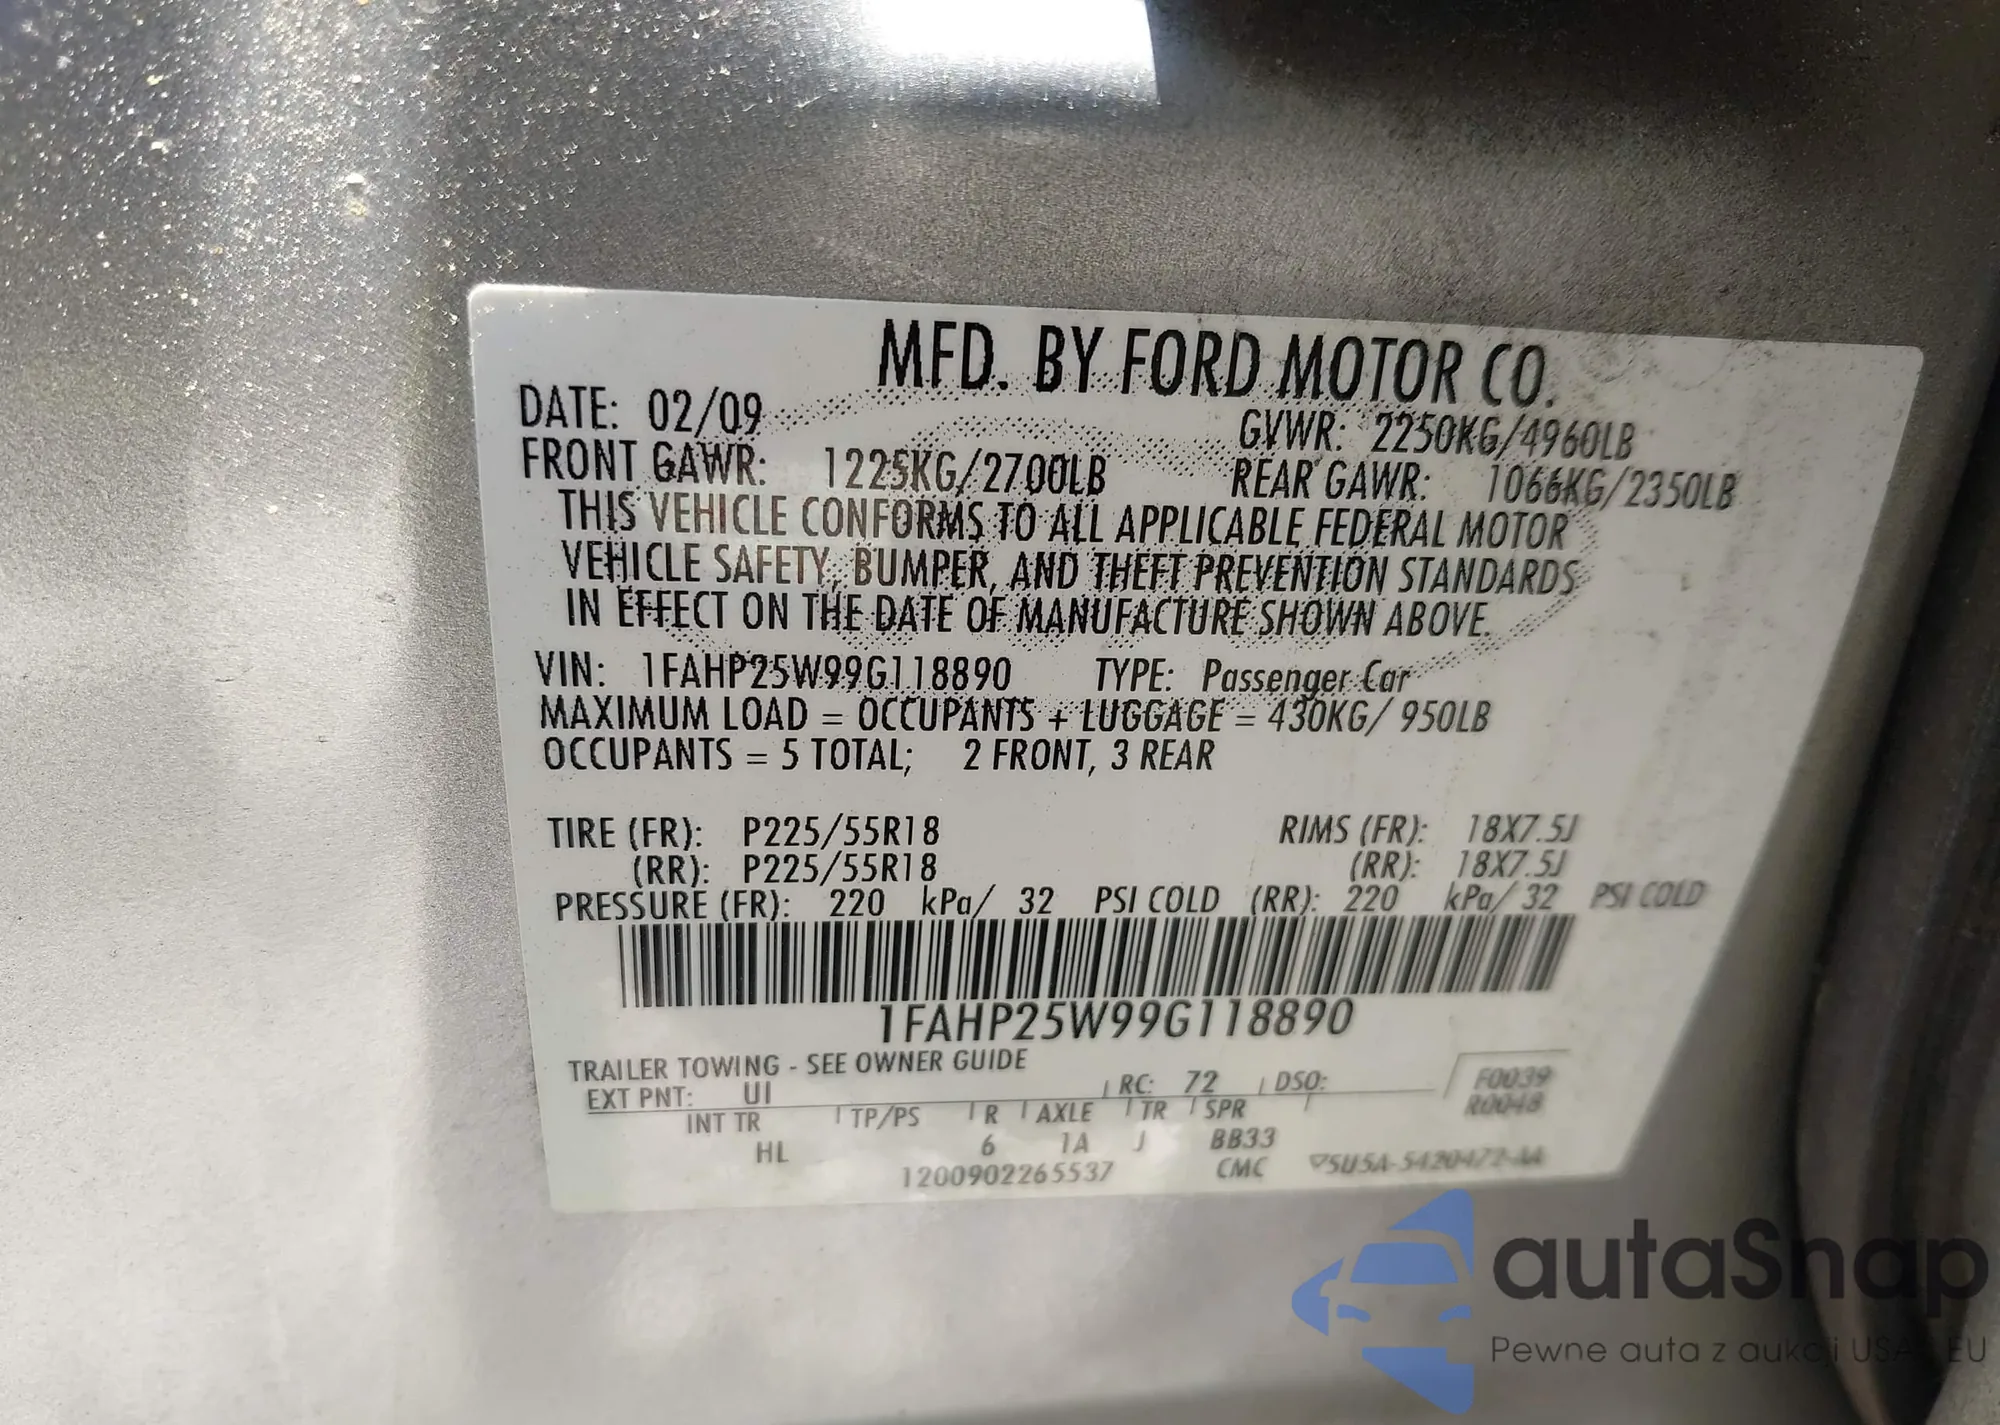 MFD. BY FORD MOTOR CO.
DATE: 02/09 GVWR: 2250KG/4960LB
FRONT GAWR: 1225KG/2700LB REAR GAWR: 1066KG/2350LB
THIS VEHICLE CONFORMS TO ALL APPLICABLE FEDERAL MOTOR
VEHICLE SAFETY, BUMPER, AND THEFT PREVENTION STANDARDS
IN EFFECT ON THE DATE OF MANUFACTURE SHOWN ABOVE.
VIN: 1FAHP25W99G118890 TYPE: Passenger Car
MAXIMUM LOAD = OCCUPANTS + LUGGAGE = 430KG/ 950LB
OCCUPANTS = 5 TOTAL; 2 FRONT, 3 REAR
TIRE (FR): P225/55R18 RIMS (FR): 18X7.5J
(RR): P225/55R18 (RR): 18X7.5J
PRESSURE (FR): 220 kPa/ 32 PSI COLD (RR): 220 kPa/ 32 PSI COLD
1FAHP25W99G118890
TRAILER TOWING - SEE OWNER GUIDE
EXT PNT: UI RC: 72 DSO: F0039
R0048
INT TR TP/PS R AXLE TR SPR
HL 6 1A J BB33
1200902265537 CMC 5U5A-5420472-AA
autaSnap
Pewne auta z aukcji USA EU